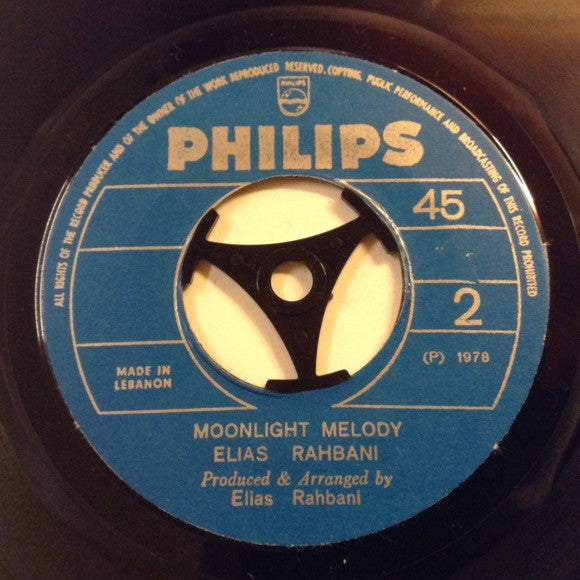 ALL RIGHTS OF THE RECORD PRODUCER AND OF THE OWNER OF THE WORK REPRODUCED RESERVED. COPYING, PUBLIC PERFORMANCE AND BROADCASTING OF THIS RECORD PROHIBITED
PHILIPS
PHILIPS
45
2
MADE IN
LEBANON
(P) 1978
MOONLIGHT MELODY
ELIAS RAHBANI
Produced & Arranged by
Elias Rahbani